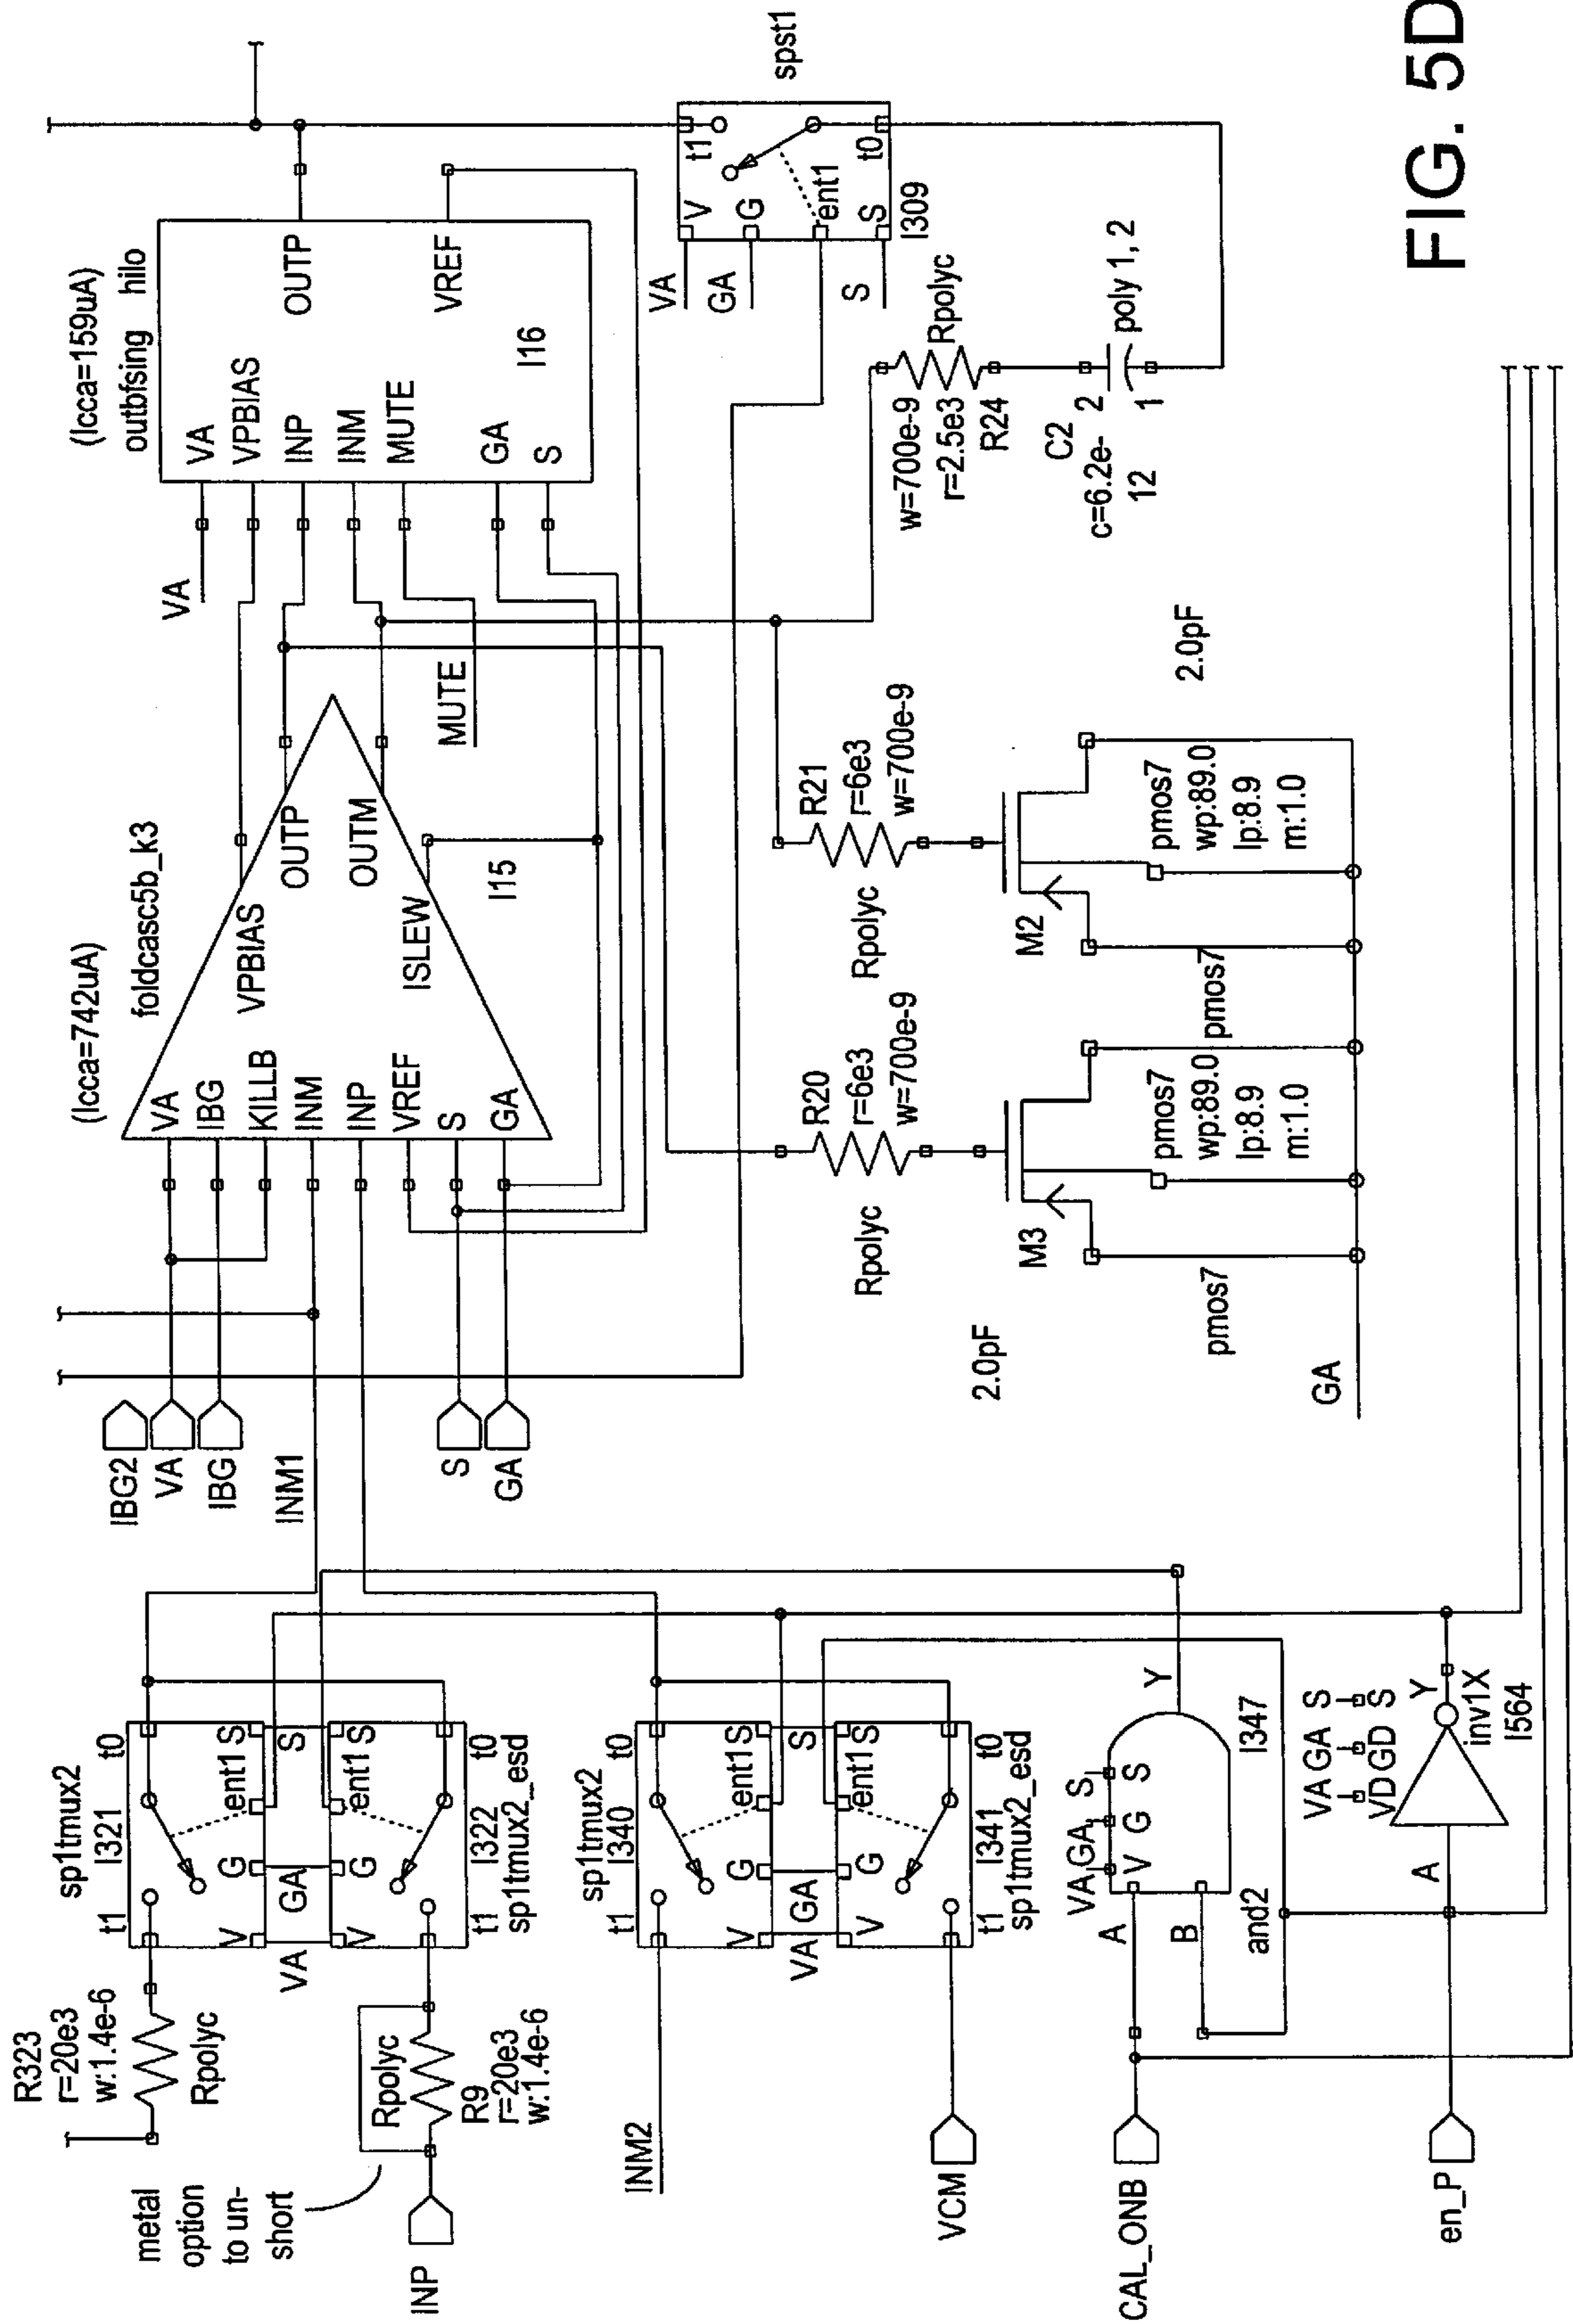 FIG. 5D
(Icca=742uA)
foldcasc5b_k3
VA
IBG
KILLB
INM
INP
VREF
S
GA
VPBIAS
OUTP
OUTM
ISLEW
I15
(Icca=159uA)
outbfsing hilo
VA
VPBIAS
INP
INM
MUTE
GA
S
OUTP
VREF
I16
VA
MUTE
IBG2
VA
IBG
INM1
S
GA
spst1
t1
V
G
ent1
S
t0
I309
VA
GA
S
w=700e-9
r=2.5e3
R24
Rpolyc
C2
c=6.2e-
12
2
1
poly 1, 2
R21
r=6e3
w=700e-9
Rpolyc
M2
pmos7
wp:89.0
lp:8.9
m:1.0
pmos7
2.0pF
R20
r=6e3
w=700e-9
Rpolyc
M3
pmos7
wp:89.0
lp:8.9
m:1.0
pmos7
2.0pF
GA
R323
r=20e3
w:1.4e-6
Rpolyc
sp1tmux2
I321
t1
t0
V
G
ent1
S
VA
GA
S
V
G
ent1
S
t1
t0
I322
sp1tmux2_esd
metal
option
to un-
short
Rpolyc
R9
r=20e3
w:1.4e-6
INP
sp1tmux2
I340
t1
t0
V
G
ent1
S
VA
GA
S
V
G
ent1
S
t1
t0
I341
sp1tmux2_esd
INM2
VCM
CAL_ONB
VA
GA
S
V
G
S
A
B
Y
and2
I347
en_P
VA
GA
S
VD
GD
S
A
Y
inv1X
I564